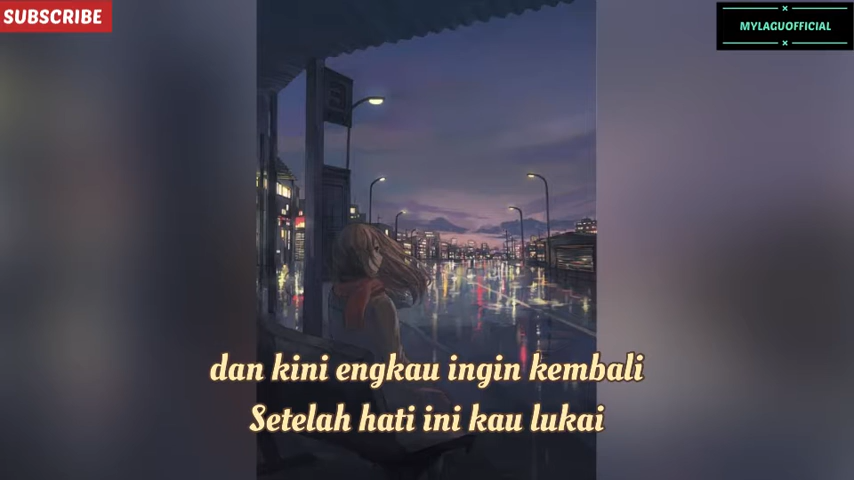 SUBSCRIBE
MYLAGUOFFICIAL
dan kini engkau ingin kembali
Setelah hati ini kau lukai